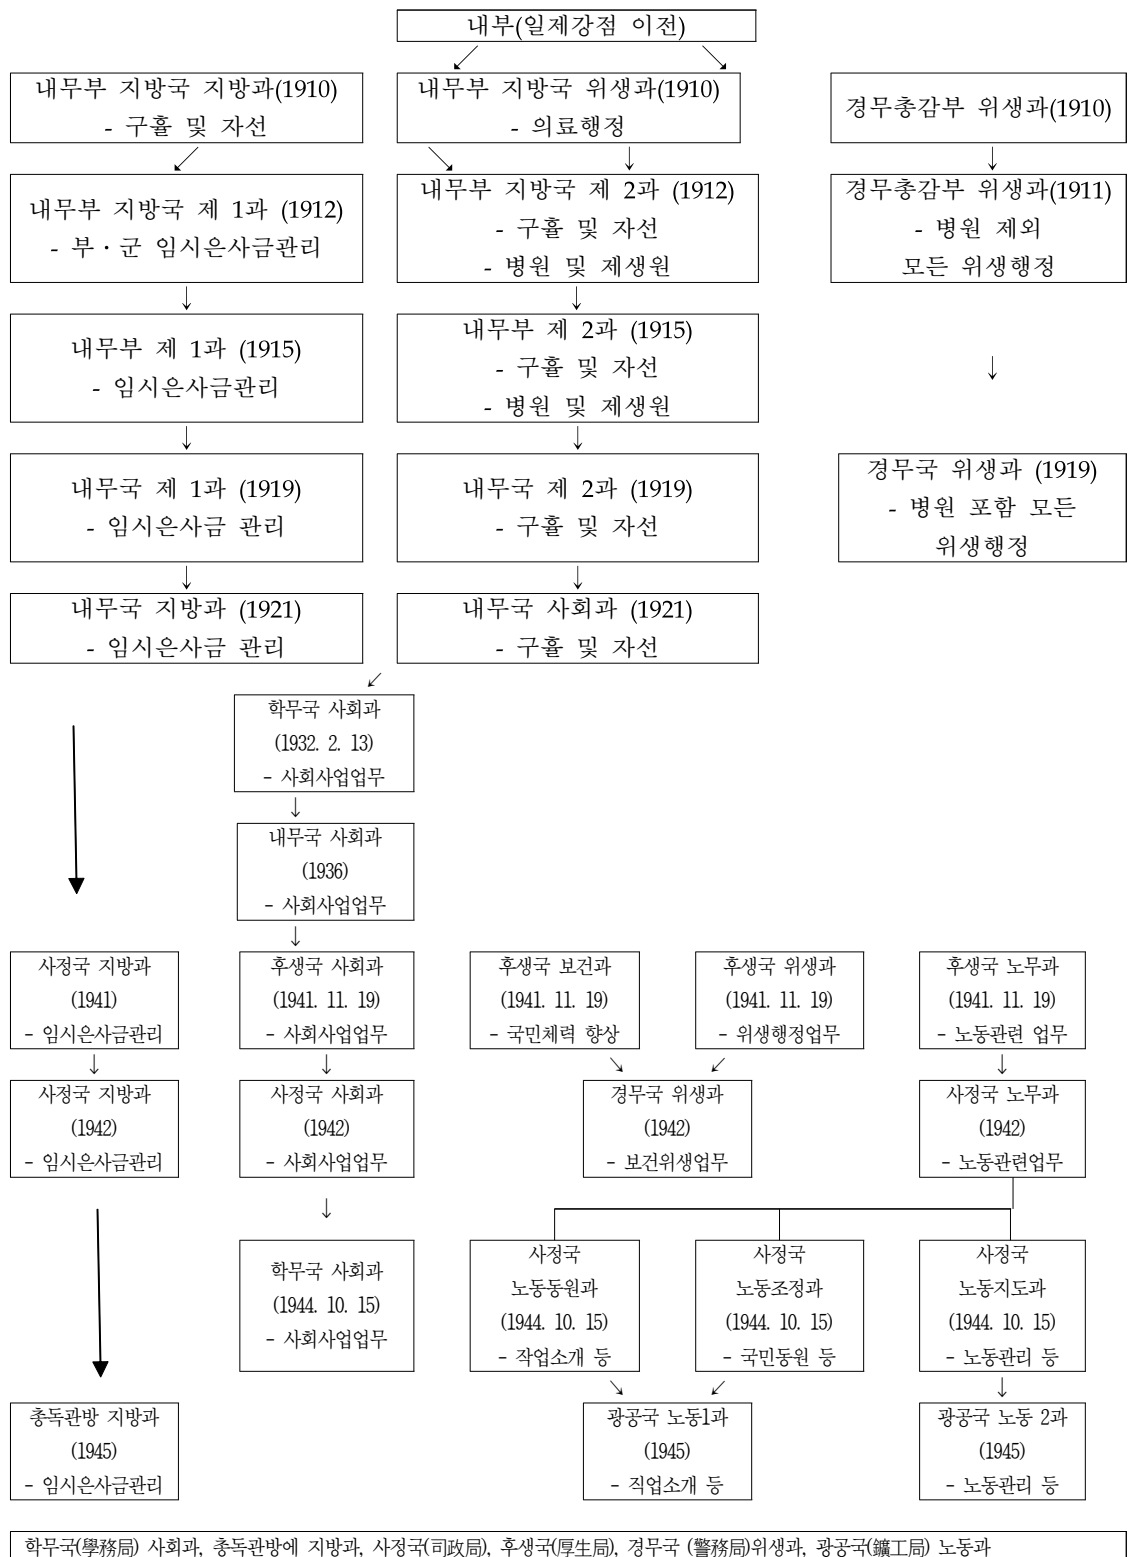 내부(일제강점 이전)
내무부 지방국 지방과(1910)
- 구휼 및 자선
내무부 지방국 위생과(1910)
- 의료행정
경무총감부 위생과(1910)
내무부 지방국 제 1과 (1912)
- 부·군 임시은사금관리
내무부 지방국 제 2과 (1912)
- 구휼 및 자선
- 병원 및 제생원
경무총감부 위생과(1911)
- 병원 제외
모든 위생행정
내무부 제 1과 (1915)
- 임시은사금관리
내무부 제 2과 (1915)
- 구휼 및 자선
- 병원 및 제생원
내무국 제 1과 (1919)
- 임시은사금 관리
내무국 제 2과 (1919)
- 구휼 및 자선
경무국 위생과 (1919)
- 병원 포함 모든
위생행정
내무국 지방과 (1921)
- 임시은사금 관리
내무국 사회과 (1921)
- 구휼 및 자선
학무국 사회과
(1932. 2. 13)
- 사회사업업무
내무국 사회과
(1936)
- 사회사업업무
사정국 지방과
(1941)
- 임시은사금관리
후생국 사회과
(1941. 11. 19)
- 사회사업업무
후생국 보건과
(1941. 11. 19)
- 국민체력 향상
후생국 위생과
(1941. 11. 19)
- 위생행정업무
후생국 노무과
(1941. 11. 19)
- 노동관련 업무
사정국 지방과
(1942)
- 임시은사금관리
사정국 사회과
(1942)
- 사회사업업무
경무국 위생과
(1942)
- 보건위생업무
사정국 노무과
(1942)
- 노동관련업무
학무국 사회과
(1944. 10. 15)
- 사회사업업무
사정국
노동동원과
(1944. 10. 15)
- 직업소개 등
사정국
노동조정과
(1944. 10. 15)
- 국민동원 등
사정국
노동지도과
(1944. 10. 15)
- 노동관리 등
총독관방 지방과
(1945)
- 임시은사금관리
광공국 노동1과
(1945)
- 직업소개 등
광공국 노동 2과
(1945)
- 노동관리 등
학무국(學務局) 사회과, 총독관방에 지방과, 사정국(司政局), 후생국(厚生局), 경무국 (警務局)위생과, 광공국(鑛工局) 노동과